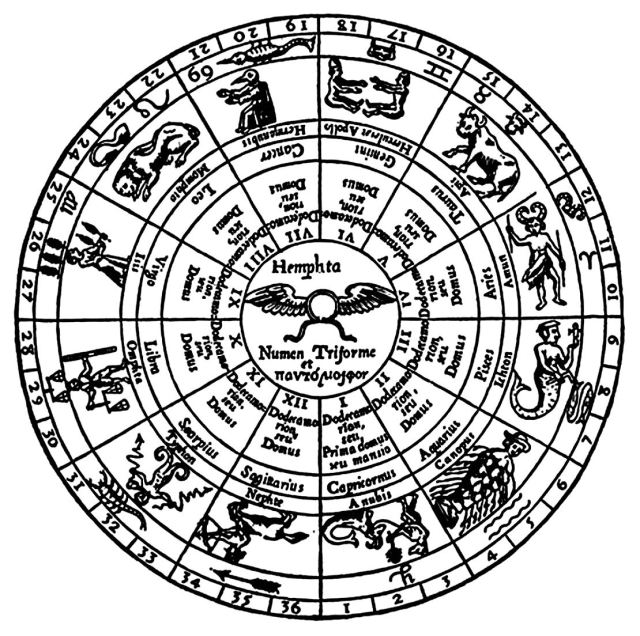 Hemphta
Numen Triforme
et
παντόμορφον
I
Dodecamo
rion,
seu
Prima domus
Capricornus
Anubis
II
Dodecamo
rion,
seu
Domus
Aquarius
Canopus
III
Dodecamo
rion,
seu
Domus
Pisces
Ichton
IV
Dodecamo
rion,
seu
Domus
Aries
Amun
V
Dodecamo
rion,
seu
Domus
Taurus
Apis
VI
Dodecamo
rion,
seu
Domus
Gemini
Apollo
VII
Dodecamo
rion,
seu
Domus
Cancer
Hermanubis
VIII
Dodecamo
rion,
seu
Domus
Leo
Momphta
IX
Dodecamo
rion,
seu
Domus
Virgo
Isis
X
Dodecamo
rion,
seu
Domus
Libra
Omphta
XI
Dodecamo
rion,
seu
Domus
Scorpius
Typhon
XII
Dodecamo
rion,
seu
Domus
Sagitarius
Nephte
1
2
3
4
5
6
7
8
9
10
11
12
13
14
15
16
17
18
19
20
21
22
23
24
25
26
27
28
29
30
31
32
33
34
35
36